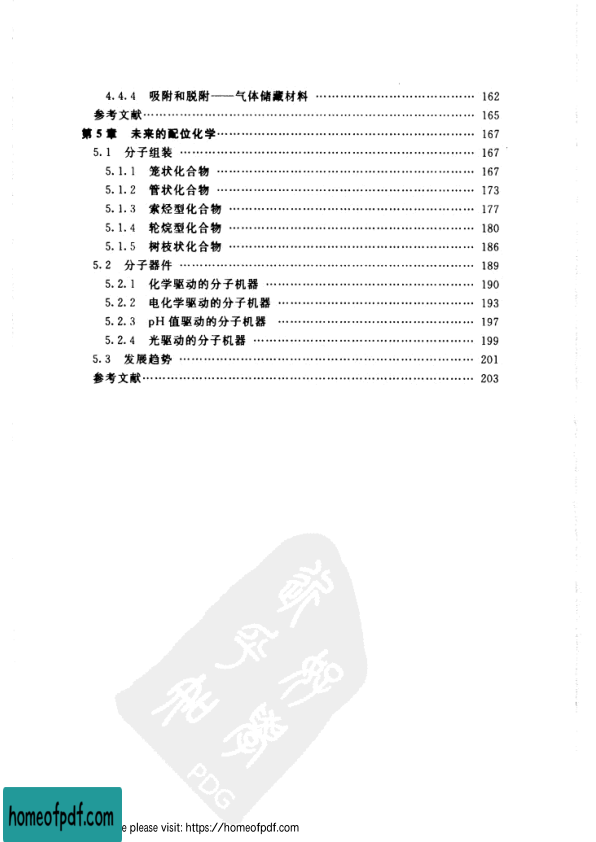 4.4.4 吸附和脱附——气体储藏材料 ………………………………… 162
参考文献………………………………………………………………… 165
第5章 未来的配位化学………………………………………………… 167
5.1 分子组装 …………………………………………………………… 167
5.1.1 笼状化合物 ……………………………………………………… 167
5.1.2 管状化合物 ……………………………………………………… 173
5.1.3 索烃型化合物 …………………………………………………… 177
5.1.4 轮烷型化合物 …………………………………………………… 180
5.1.5 树枝状化合物 …………………………………………………… 186
5.2 分子器件 …………………………………………………………… 189
5.2.1 化学驱动的分子机器 …………………………………………… 190
5.2.2 电化学驱动的分子机器 ………………………………………… 193
5.2.3 pH值驱动的分子机器 ………………………………………… 197
5.2.4 光驱动的分子机器 ……………………………………………… 199
5.3 发展趋势 …………………………………………………………… 201
参考文献………………………………………………………………… 203
PDG
homeofpdf.com
e please visit: https://homeofpdf.com